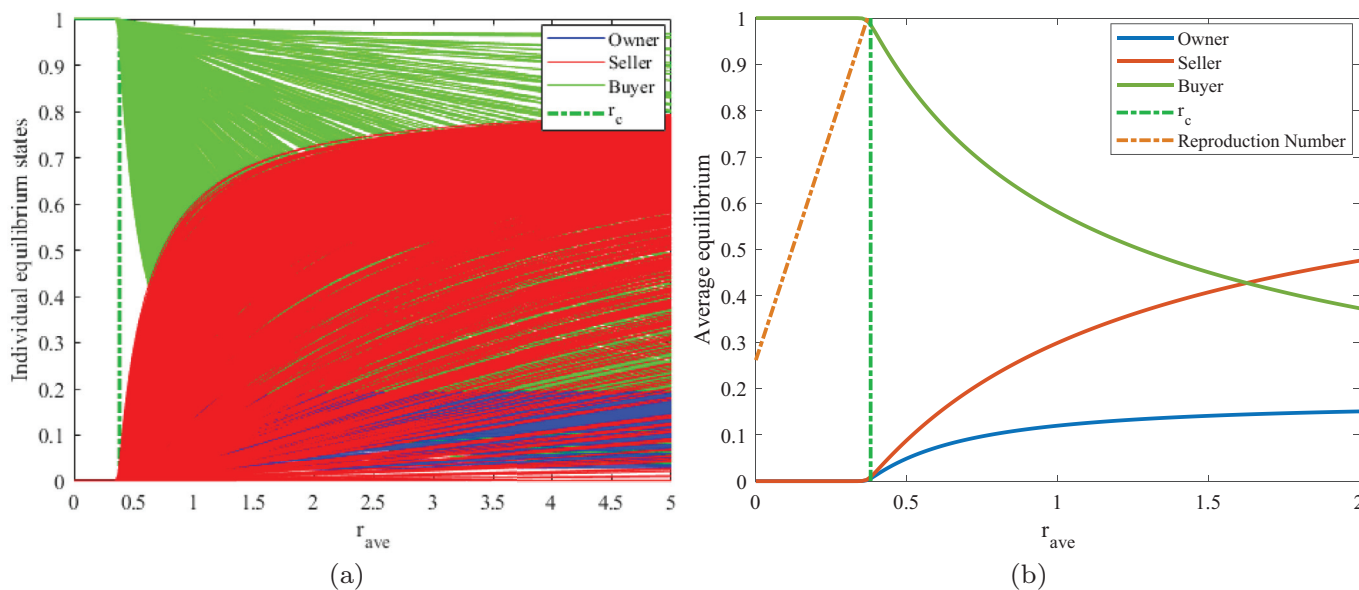 Individual equilibrium states
1
0.9
0.8
0.7
0.6
0.5
0.4
0.3
0.2
0.1
0
0 0.5 1 1.5 2 2.5 3 3.5 4 4.5 5
r_ave
Owner
Seller
Buyer
r_c
(a)
Average equilibrium
1
0.9
0.8
0.7
0.6
0.5
0.4
0.3
0.2
0.1
0
0 0.5 1 1.5 2
r_ave
Owner
Seller
Buyer
r_c
Reproduction Number
(b)